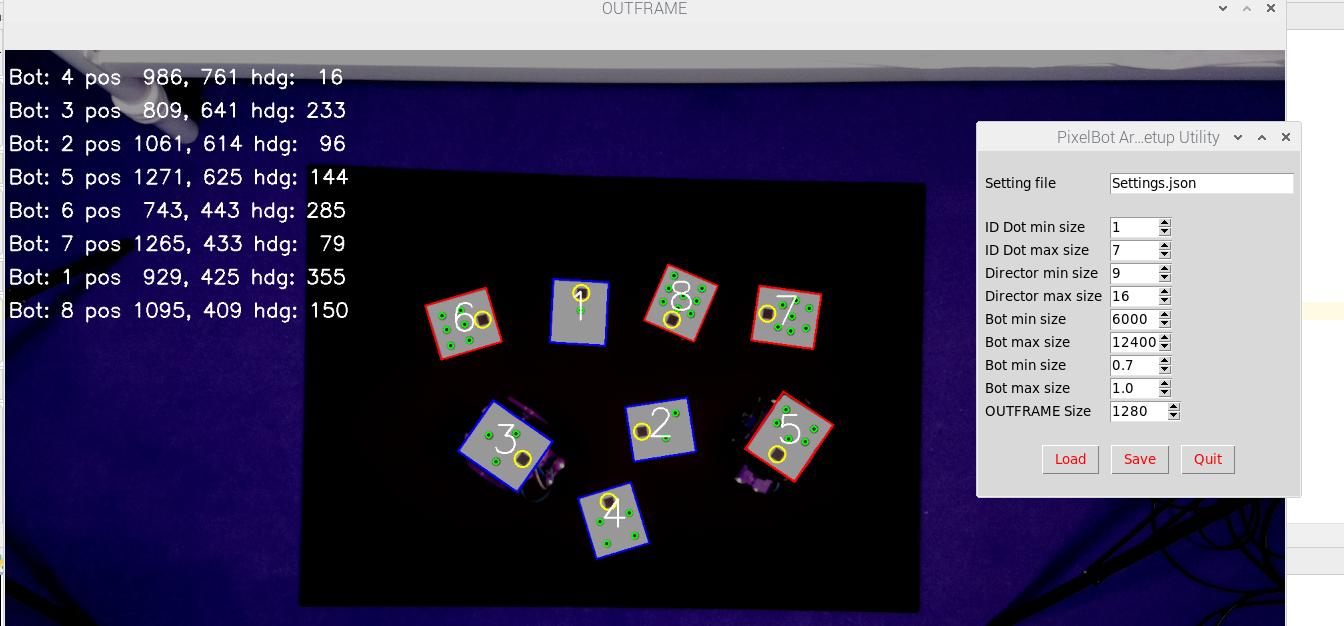 OUTFRAME
Bot: 4 pos 986, 761 hdg: 16
Bot: 3 pos 809, 641 hdg: 233
Bot: 2 pos 1061, 614 hdg: 96
Bot: 5 pos 1271, 625 hdg: 144
Bot: 6 pos 743, 443 hdg: 285
Bot: 7 pos 1265, 433 hdg: 79
Bot: 1 pos 929, 425 hdg: 355
Bot: 8 pos 1095, 409 hdg: 150
6
1
8
7
3
2
5
4
PixelBot Ar...etup Utility
Setting file Settings.json
ID Dot min size 1
ID Dot max size 7
Director min size 9
Director max size 16
Bot min size 6000
Bot max size 12400
Bot min size 0.7
Bot max size 1.0
OUTFRAME Size 1280
Load Save Quit